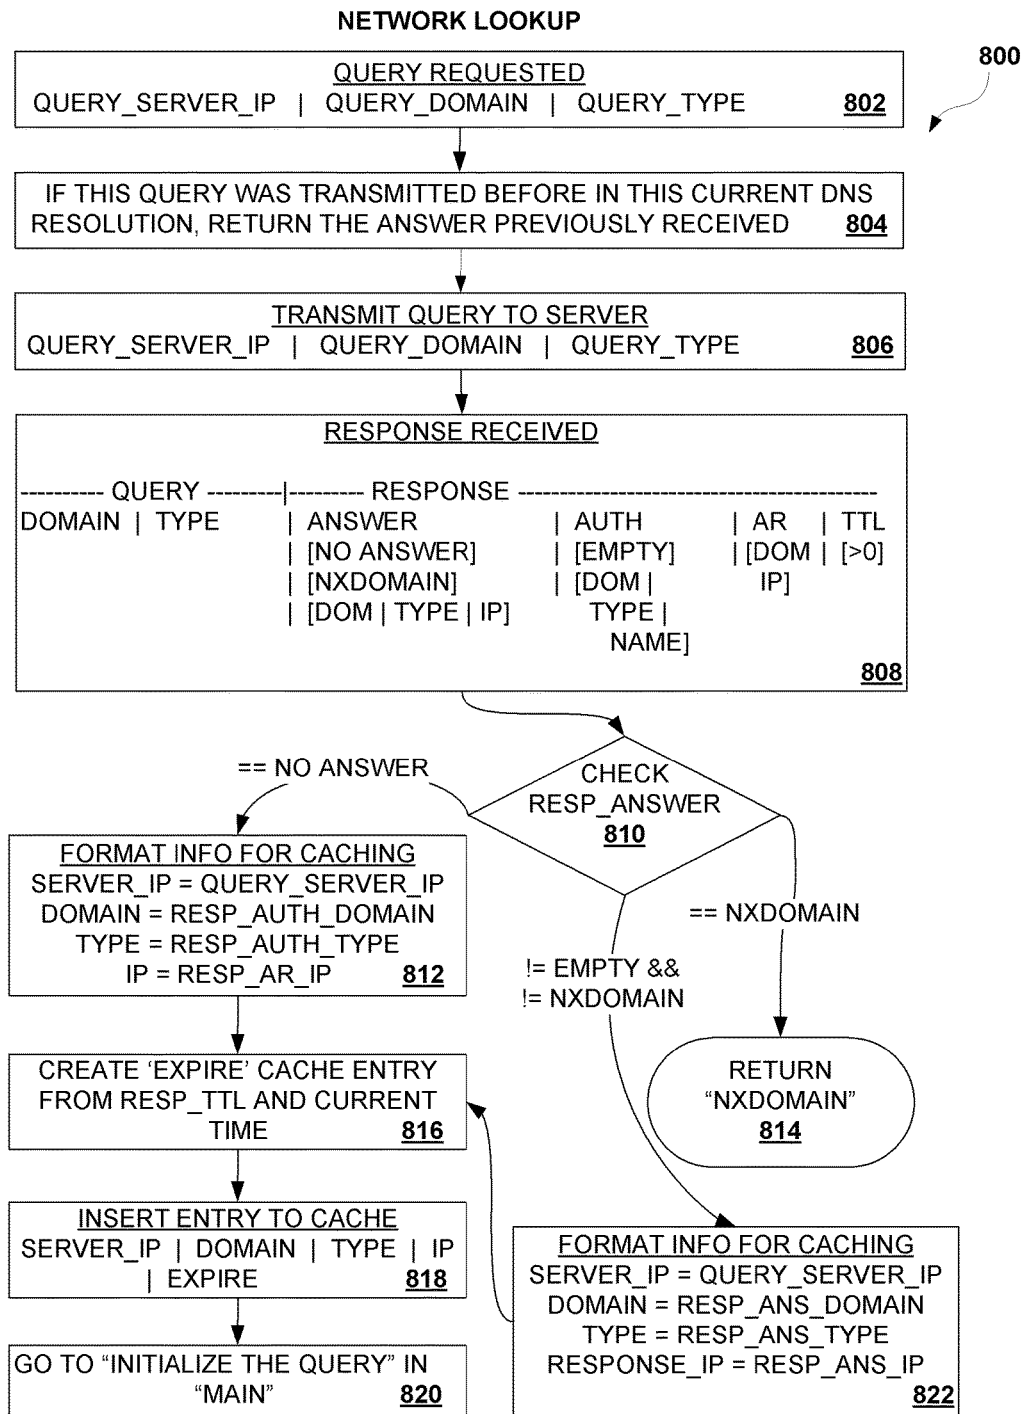 NETWORK LOOKUP
800
QUERY REQUESTED
QUERY_SERVER_IP | QUERY_DOMAIN | QUERY_TYPE 802
IF THIS QUERY WAS TRANSMITTED BEFORE IN THIS CURRENT DNS
RESOLUTION, RETURN THE ANSWER PREVIOUSLY RECEIVED 804
TRANSMIT QUERY TO SERVER
QUERY_SERVER_IP | QUERY_DOMAIN | QUERY_TYPE 806
RESPONSE RECEIVED
---------- QUERY ---------|--------- RESPONSE -------------------------------------------
DOMAIN | TYPE | ANSWER | AUTH | AR | TTL
| [NO ANSWER] | [EMPTY] | [DOM | [>0]
| [NXDOMAIN] | [DOM | IP]
| [DOM | TYPE | IP] TYPE |
NAME]
808
CHECK
RESP_ANSWER
810
== NO ANSWER
== NXDOMAIN
!= EMPTY &&
!= NXDOMAIN
FORMAT INFO FOR CACHING
SERVER_IP = QUERY_SERVER_IP
DOMAIN = RESP_AUTH_DOMAIN
TYPE = RESP_AUTH_TYPE
IP = RESP_AR_IP 812
RETURN
“NXDOMAIN”
814
CREATE ‘EXPIRE’ CACHE ENTRY
FROM RESP_TTL AND CURRENT
TIME 816
INSERT ENTRY TO CACHE
SERVER_IP | DOMAIN | TYPE | IP
| EXPIRE 818
GO TO “INITIALIZE THE QUERY” IN
“MAIN” 820
FORMAT INFO FOR CACHING
SERVER_IP = QUERY_SERVER_IP
DOMAIN = RESP_ANS_DOMAIN
TYPE = RESP_ANS_TYPE
RESPONSE_IP = RESP_ANS_IP
822